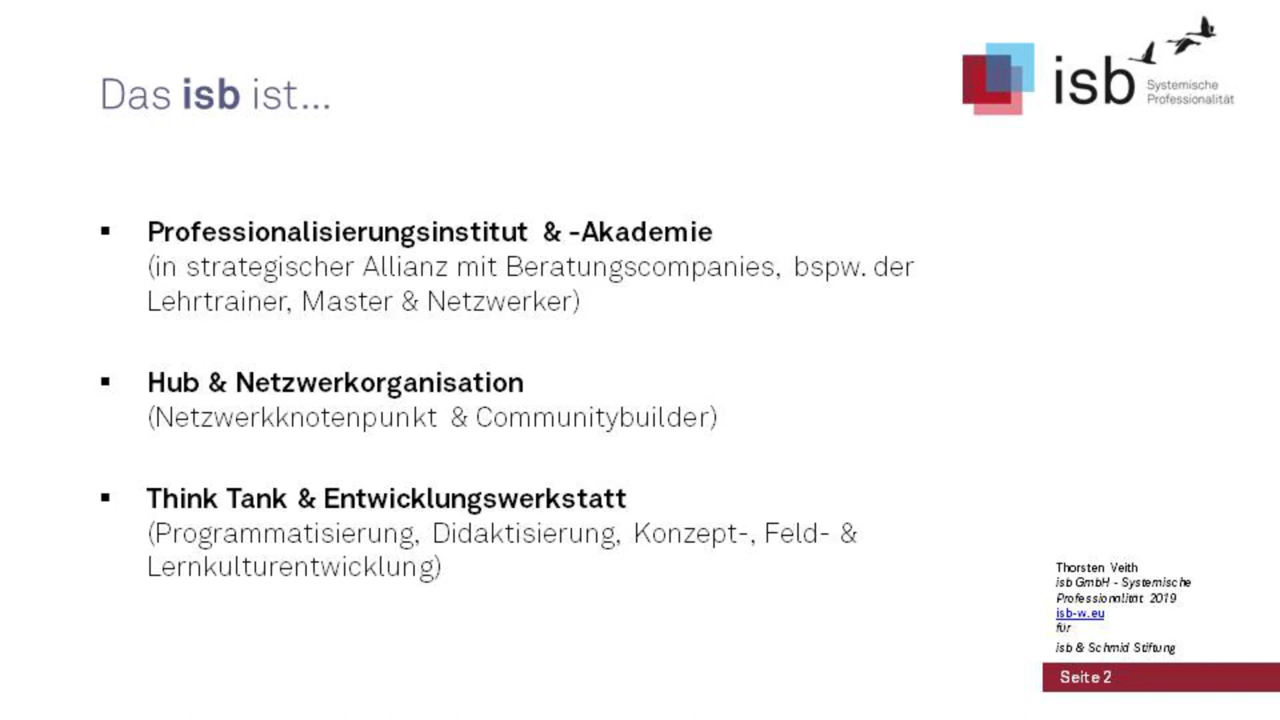 Das isb ist...
isb
Systemische
Professionalität
▪ Professionalisierungsinstitut & -Akademie
(in strategischer Allianz mit Beratungscompanies, bspw. der
Lehrtrainer, Master & Netzwerker)
▪ Hub & Netzwerkorganisation
(Netzwerkknotenpunkt & Communitybuilder)
▪ Think Tank & Entwicklungswerkstatt
(Programmatisierung, Didaktisierung, Konzept-, Feld- &
Lernkulturentwicklung)
Thorsten Veith
isb GmbH - Systemische
Professionalität 2019
isb-w.eu
für
isb & Schmid Stiftung
Seite 2